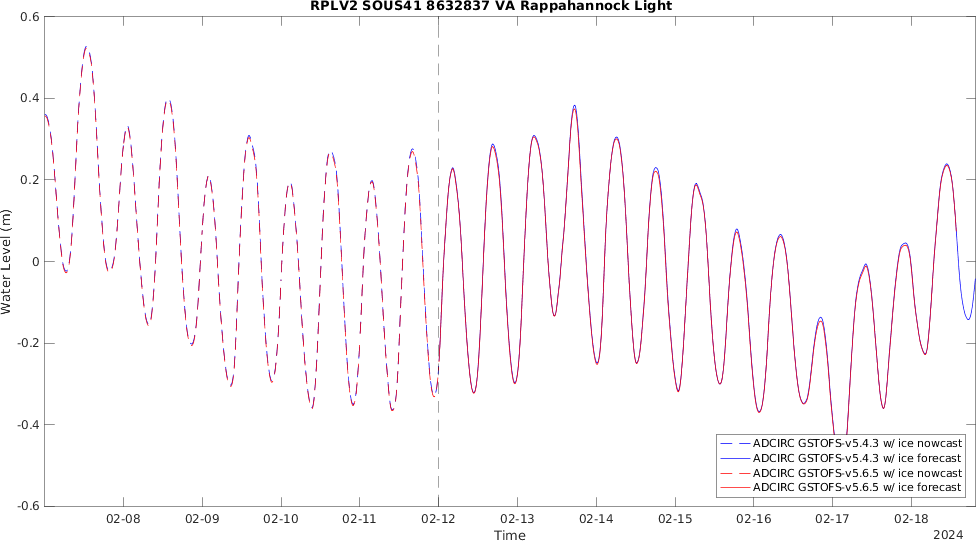 RPLV2 SOUS41 8632837 VA Rappahannock Light
0.6
0.4
0.2
0
-0.2
-0.4
-0.6
Water Level (m)
ADCIRC GSTOFS-v5.4.3 w/ ice nowcast
ADCIRC GSTOFS-v5.4.3 w/ ice forecast
ADCIRC GSTOFS-v5.6.5 w/ ice nowcast
ADCIRC GSTOFS-v5.6.5 w/ ice forecast
02-08 02-09 02-10 02-11 02-12 02-13 02-14 02-15 02-16 02-17 02-18
Time
2024